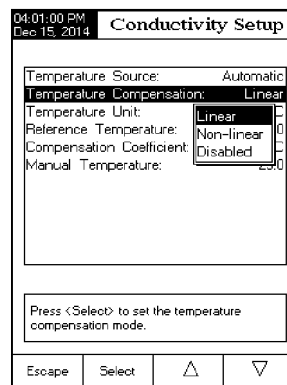 04:01:00 PM
Dec 15, 2014
Conductivity Setup
Temperature Source: Automatic
Temperature Compensation: Linear
Temperature Unit: C
Reference Temperature: 0
Compensation Coefficient: C
Manual Temperature: 25.0
Linear
Non-linear
Disabled
Press <Select> to set the temperature
compensation mode.
Escape Select